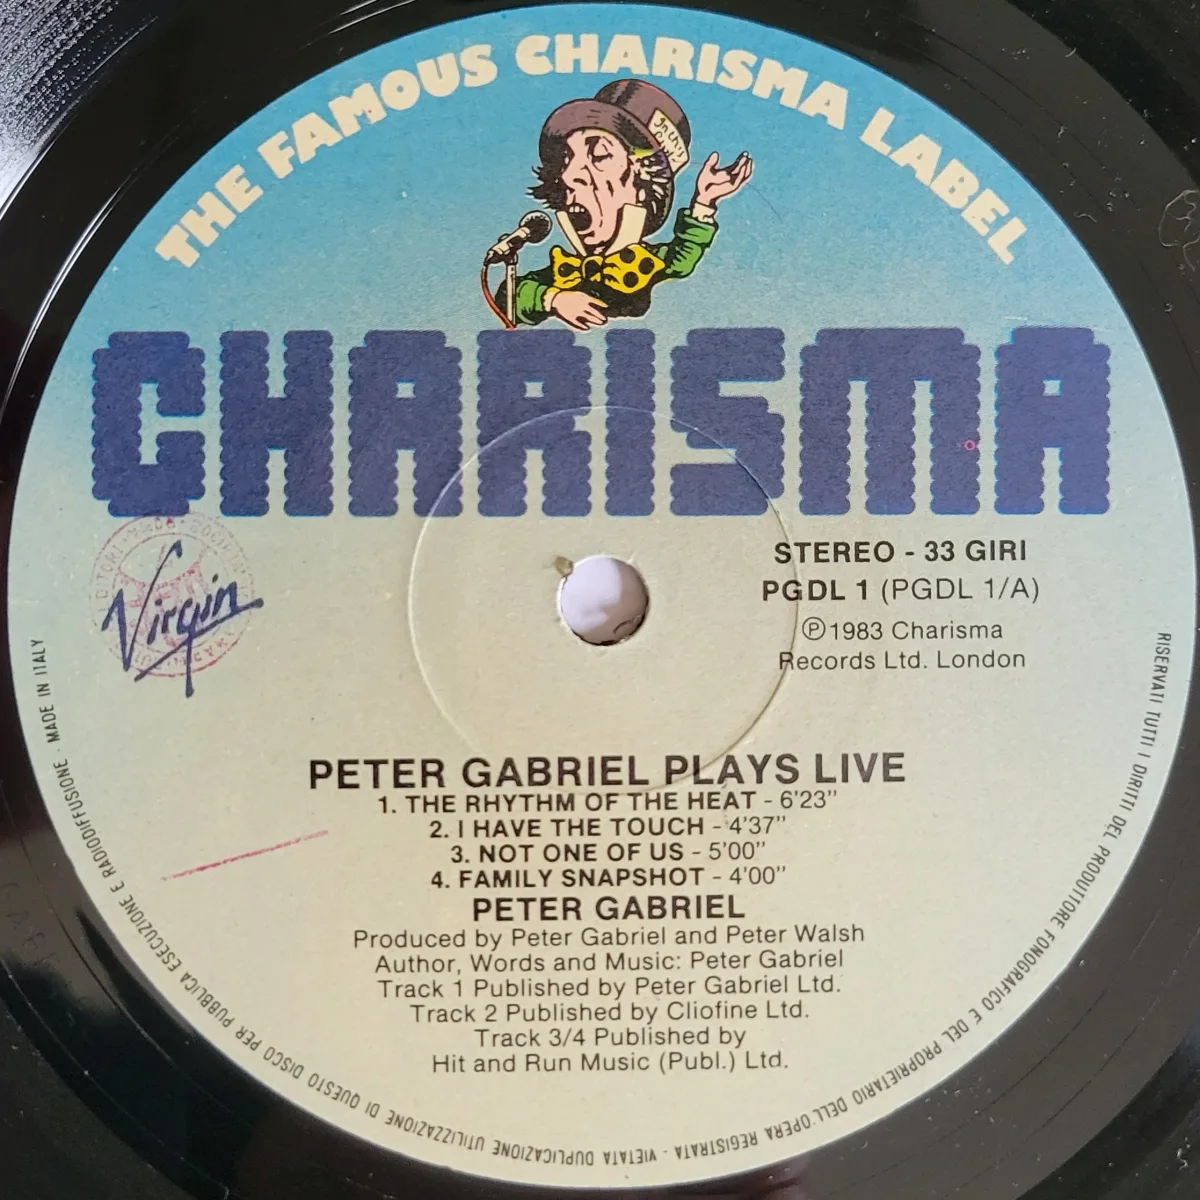 THE FAMOUS CHARISMA LABEL
In this
CHARISMA
Virgin
STEREO - 33 GIRI
PGDL 1 (PGDL 1/A)
Ⓟ1983 Charisma
Records Ltd. London
PETER GABRIEL PLAYS LIVE
1. THE RHYTHM OF THE HEAT - 6'23"
2. I HAVE THE TOUCH - 4'37"
3. NOT ONE OF US - 5'00"
4. FAMILY SNAPSHOT - 4'00"
PETER GABRIEL
Produced by Peter Gabriel and Peter Walsh
Author, Words and Music: Peter Gabriel
Track 1 Published by Peter Gabriel Ltd.
Track 2 Published by Cliofine Ltd.
Track 3/4 Published by
Hit and Run Music (Publ.) Ltd.
RISERVATI TUTTI I DIRITTI DEL PRODUTTORE FONOGRAFICO E DEL PROPRIETARIO DELL'OPERA REGISTRATA - VIETATA DUPLICAZIONE UTILIZZAZIONE DI QUESTO DISCO PER PUBBLICA ESECUZIONE E RADIODIFFUSIONE - MADE IN ITALY